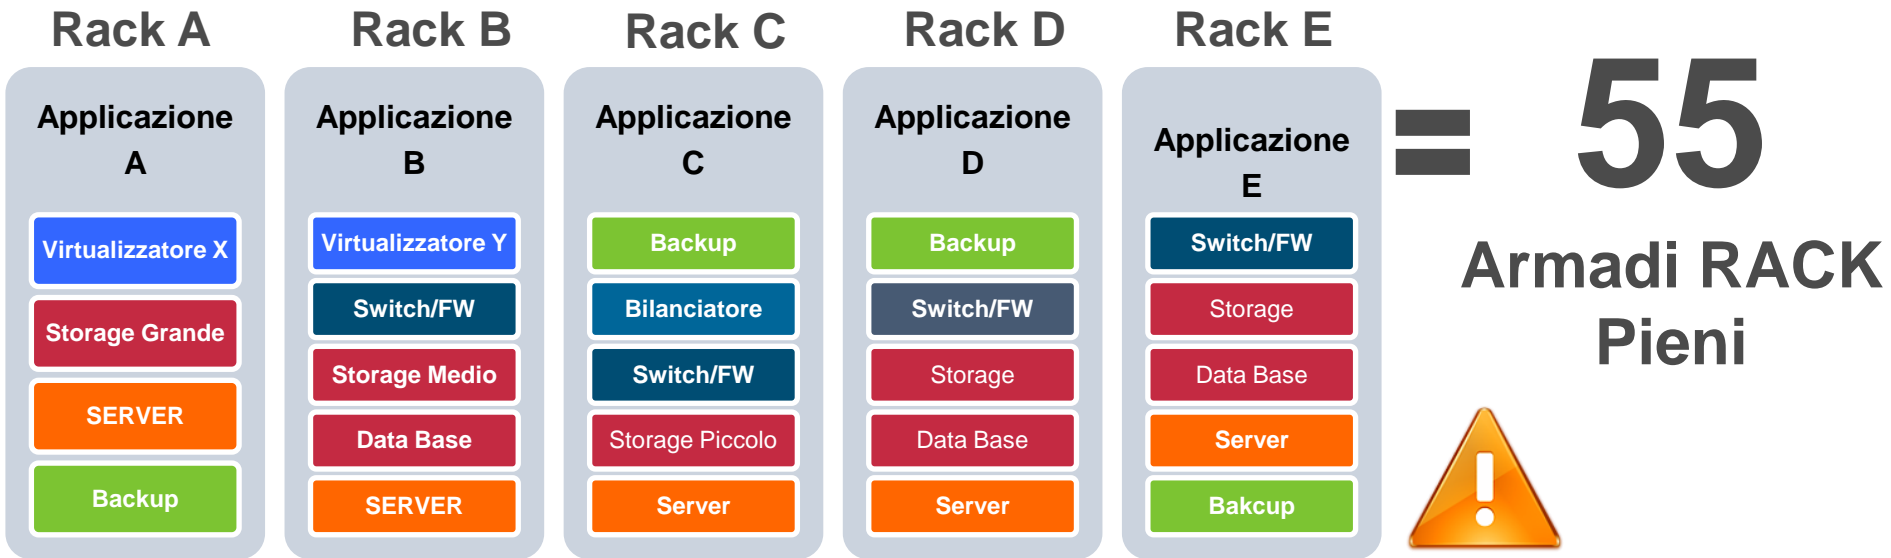 Rack A
Applicazione
A
Virtualizzatore X
Storage Grande
SERVER
Backup
Rack B
Applicazione
B
Virtualizzatore Y
Switch/FW
Storage Medio
Data Base
SERVER
Rack C
Applicazione
C
Backup
Bilanciatore
Switch/FW
Storage Piccolo
Server
Rack D
Applicazione
D
Backup
Switch/FW
Storage
Data Base
Server
Rack E
Applicazione
E
Switch/FW
Storage
Data Base
Server
Bakcup
= 55
Armadi RACK
Pieni